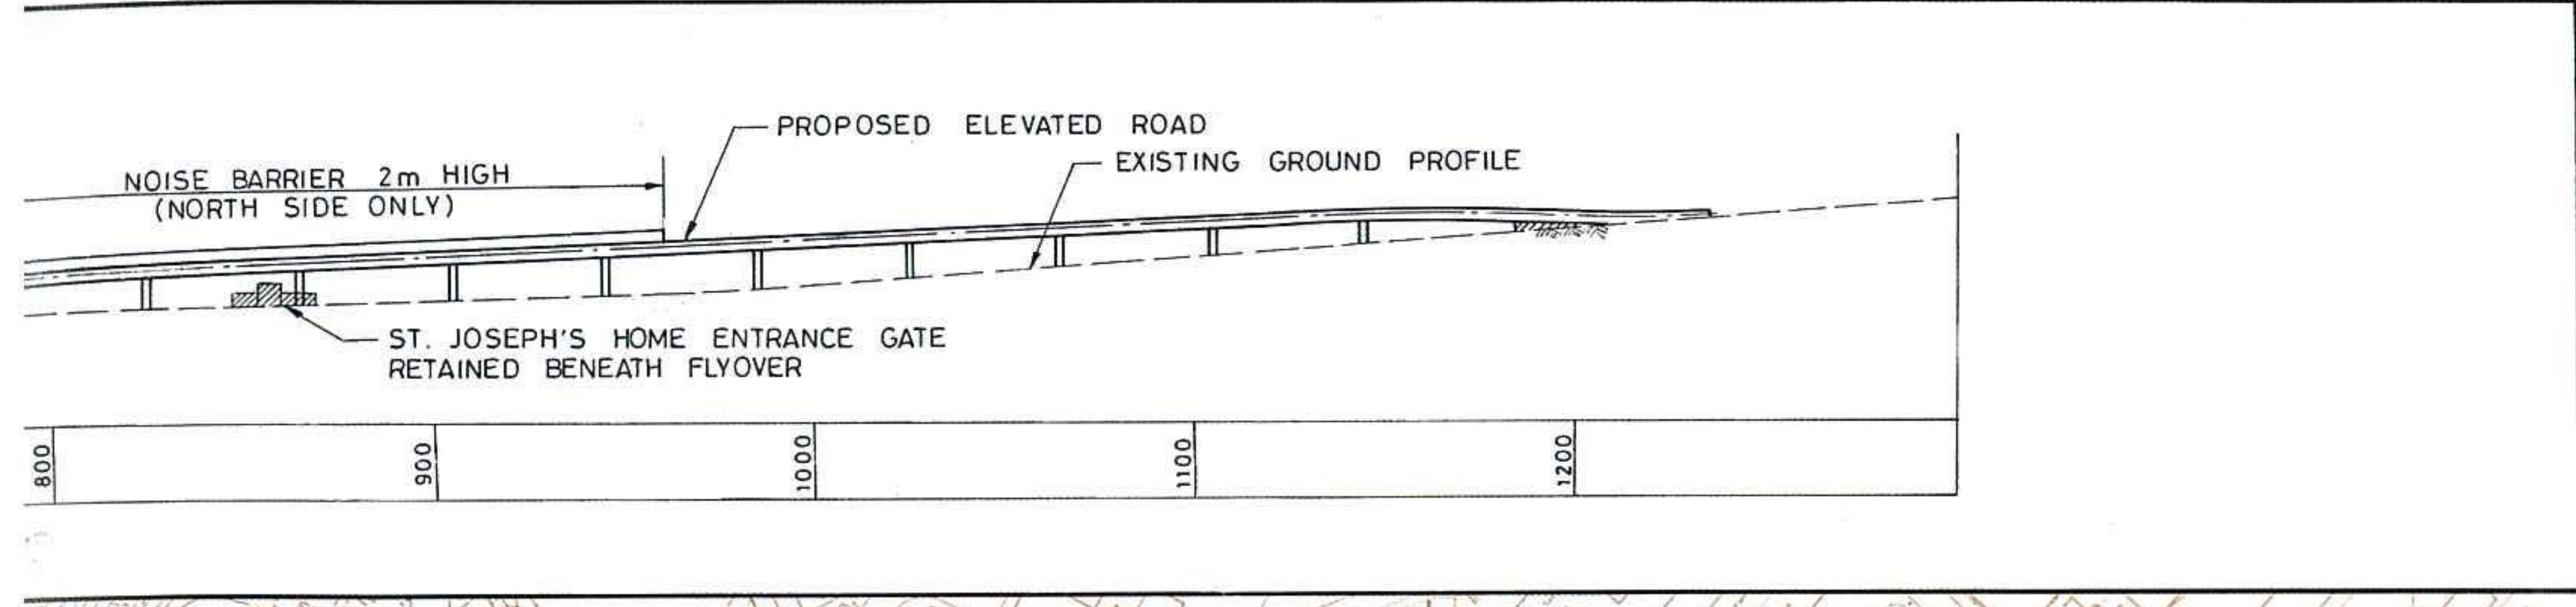 PROPOSED ELEVATED ROAD
EXISTING GROUND PROFILE
NOISE BARRIER 2m HIGH
(NORTH SIDE ONLY)
ST. JOSEPH'S HOME ENTRANCE GATE
RETAINED BENEATH FLYOVER
800
900
1000
1100
1200